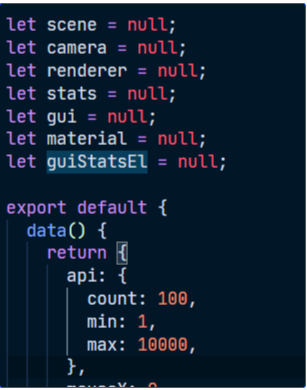 let scene = null;
let camera = null;
let renderer = null;
let stats = null;
let gui = null;
let material = null;
let guiStatsEl = null;
export default {
data() {
return {
api: {
count: 100,
min: 1,
max: 10000,
},